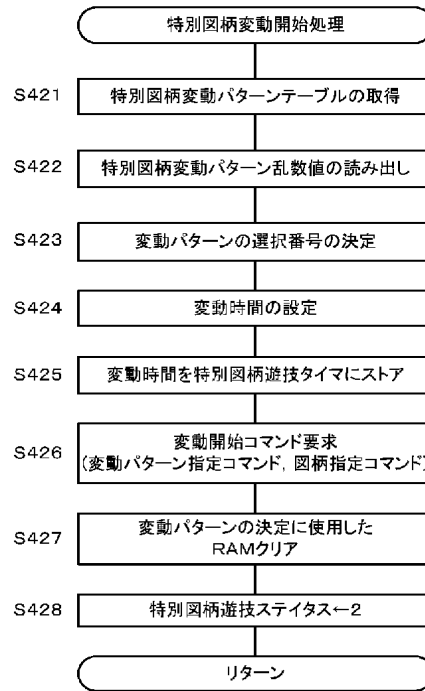 特別図柄変動開始処理
S421
特別図柄変動パターンテーブルの取得
S422
特別図柄変動パターン乱数値の読み出し
S423
変動パターンの選択番号の決定
S424
変動時間の設定
S425
変動時間を特別図柄遊技タイマにストア
S426
変動開始コマンド要求
(変動パターン指定コマンド, 図柄指定コマンド)
S427
変動パターンの決定に使用した
RAMクリア
S428
特別図柄遊技ステイタス←2
リターン